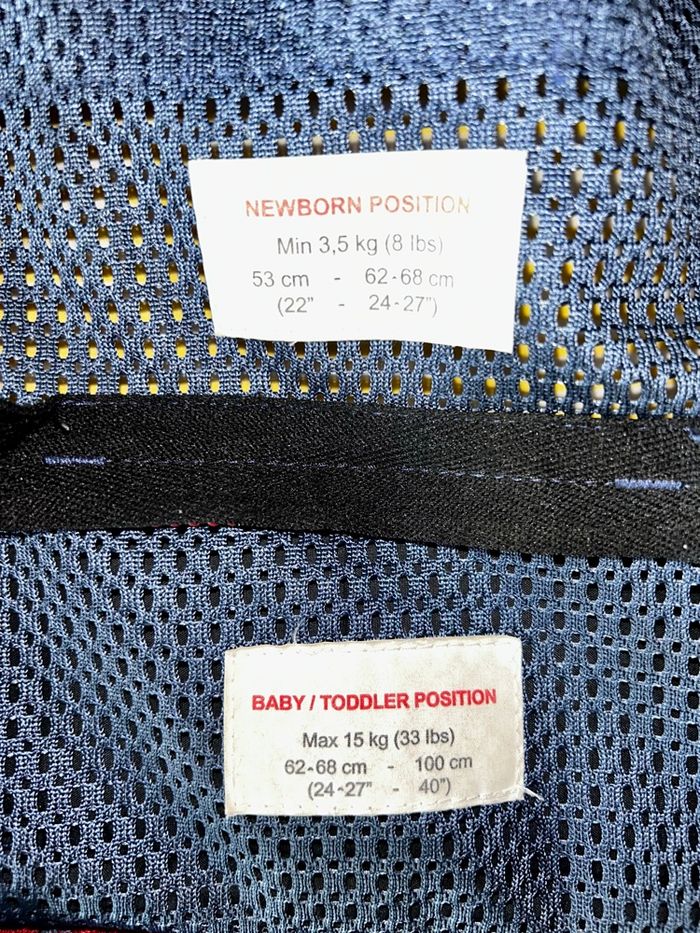 NEWBORN POSITION
Min 3,5 kg (8 lbs)
53 cm - 62-68 cm
(22" - 24-27")
BABY / TODDLER POSITION
Max 15 kg (33 lbs)
62-68 cm - 100 cm
(24-27" - 40")